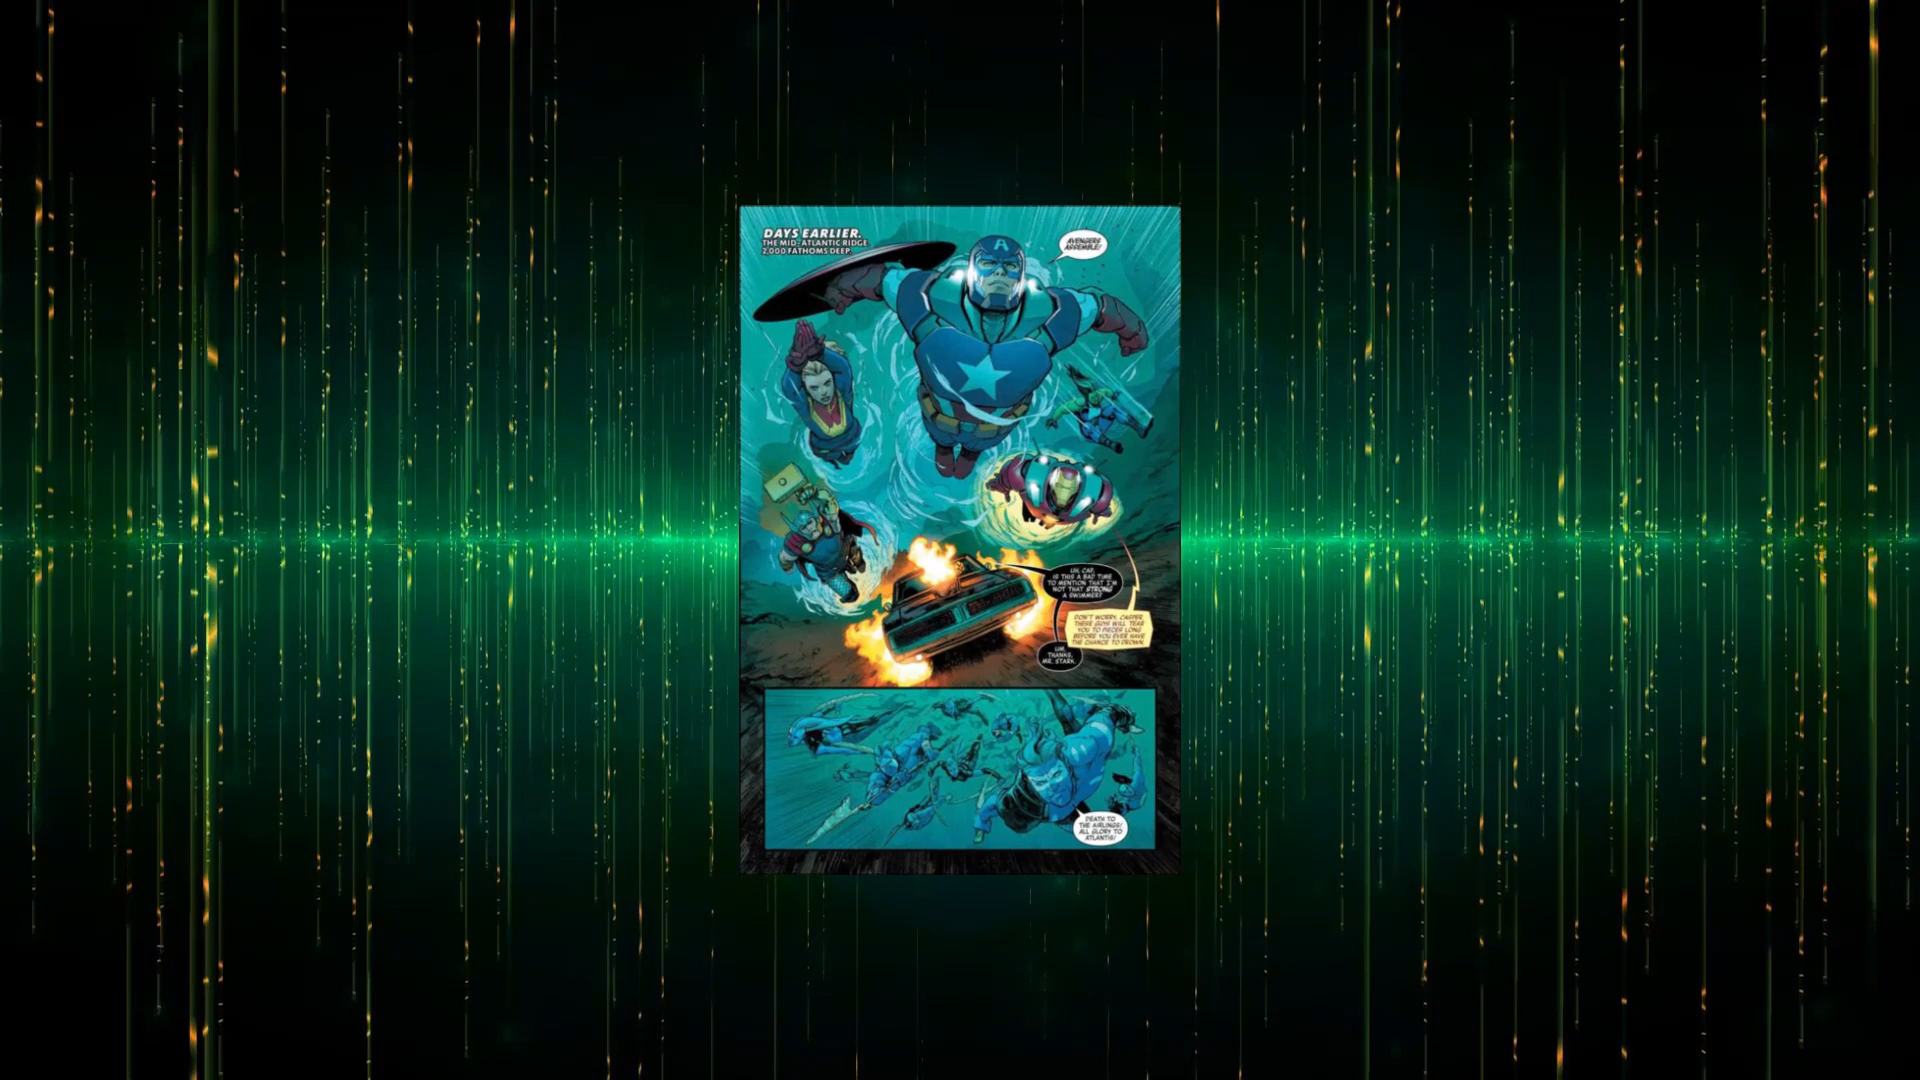 DAYS EARLIER.
THE MID-ATLANTIC RIDGE.
2,000 FATHOMS DEEP.
AVENGERS
ASSEMBLE!
A
UH, CAP,
IS THIS A BAD TIME
TO MENTION THAT I'M
NOT THAT STRONG
A SWIMMER?
DON'T WORRY, CASPER.
THESE GUYS WILL TEAR
YOU TO PIECES LONG
BEFORE YOU EVER HAVE
THE CHANCE TO DROWN.
UM,
THANKS,
MR. STARK.
DEATH TO
THE AIRLINGS!
ALL GLORY TO
ATLANTIS!